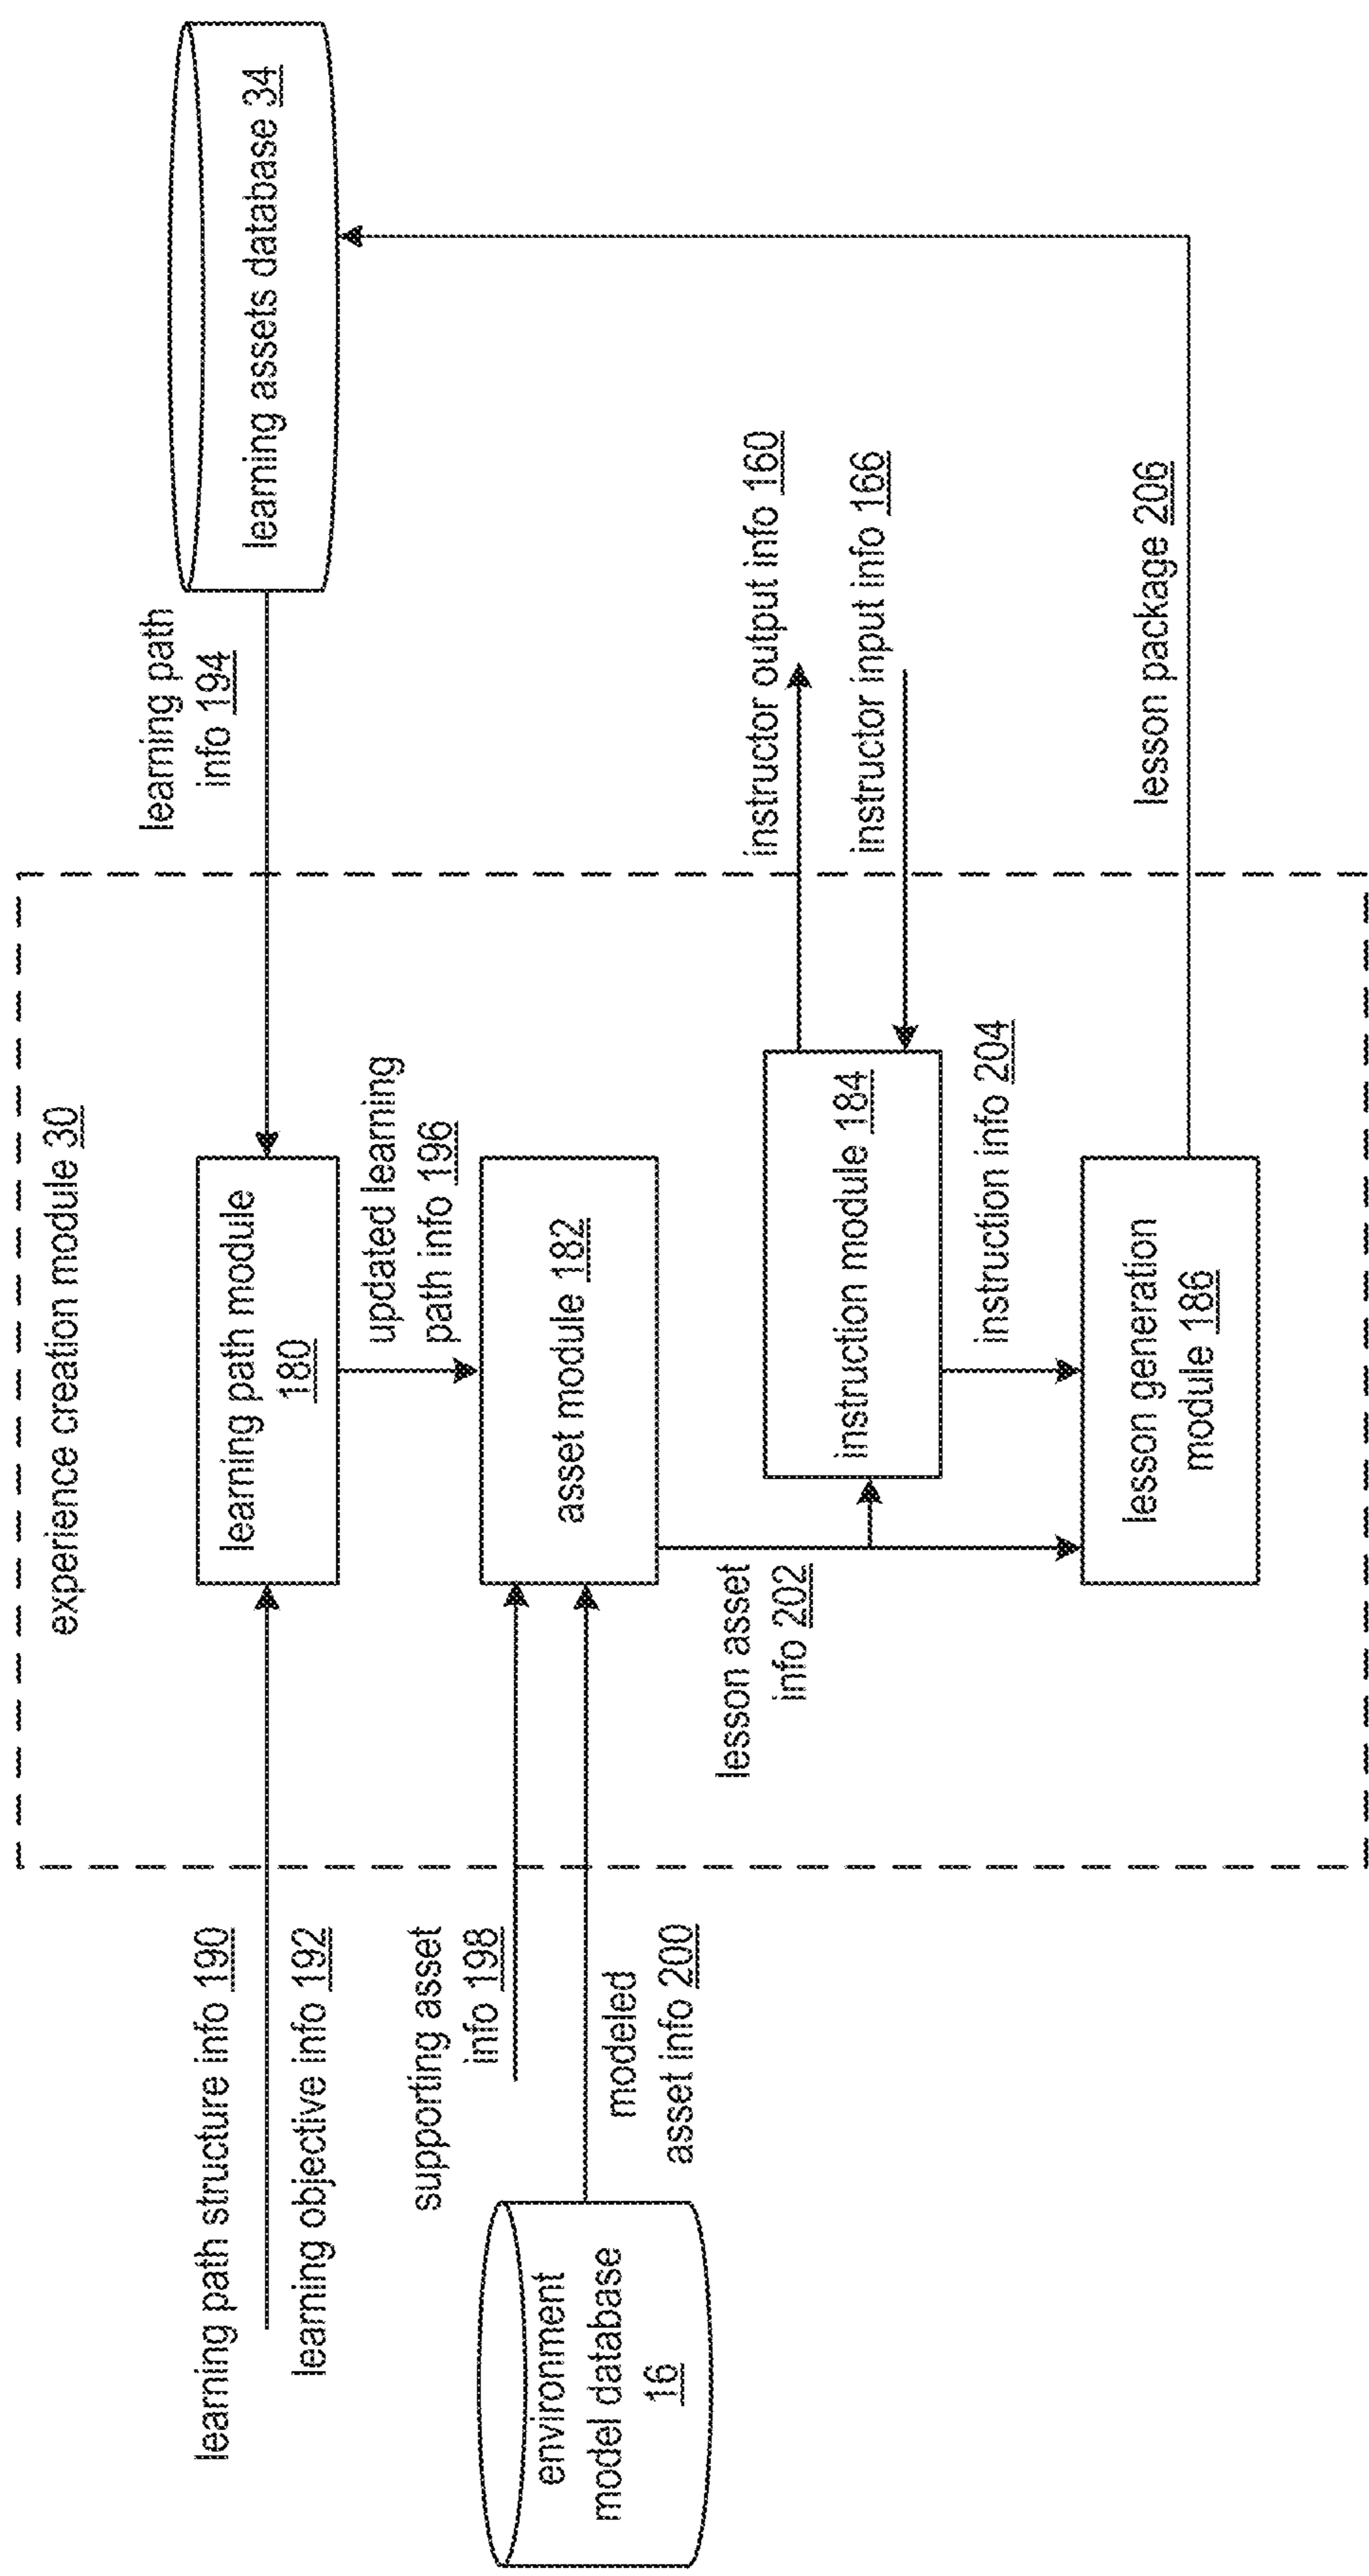 experience creation module 30
learning path structure info 190
learning objective info 192
learning path module
180
learning path
info 194
learning assets database 34
updated learning
path info 196
supporting asset
info 198
environment
model database
16
modeled
asset info 200
asset module 182
lesson asset
info 202
instruction module 184
instructor output info 160
instructor input info 166
instruction info 204
lesson generation
module 186
lesson package 206